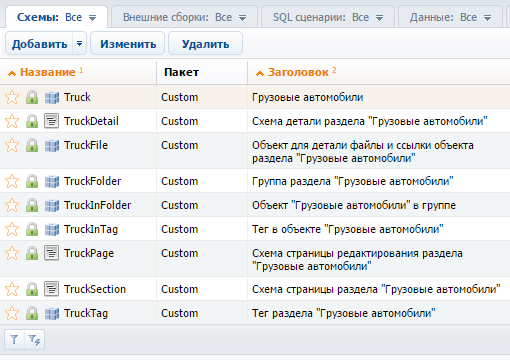 Схемы: Все Внешние сборки: Все SQL сценарии: Все Данные: Все
Добавить Изменить Удалить
Название 1 Пакет Заголовок 2
Truck Custom Грузовые автомобили
TruckDetail Custom Схема детали раздела "Грузовые автомобили"
TruckFile Custom Объект для детали файлы и ссылки объекта
раздела "Грузовые автомобили"
TruckFolder Custom Группа раздела "Грузовые автомобили"
TruckInFolder Custom Объект "Грузовые автомобили" в группе
TruckInTag Custom Тег в объекте "Грузовые автомобили"
TruckPage Custom Схема страницы редактирования раздела
"Грузовые автомобили"
TruckSection Custom Схема страницы раздела "Грузовые автомобили"
TruckTag Custom Тег раздела "Грузовые автомобили"